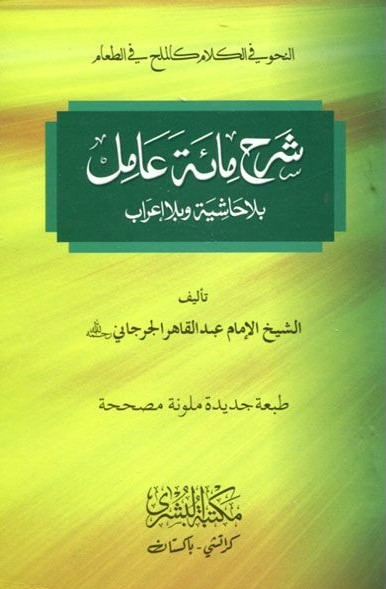 النحو في الكلام كالملح في الطعام
شرح مائة عامل
بلا حاشية وبلا إعراب
تأليف
الشيخ الإمام عبد القاهر الجرجاني رحمه الله
طبعة جديدة ملونة مصححة
مكتبة البشرى
كراتشي - باكستان